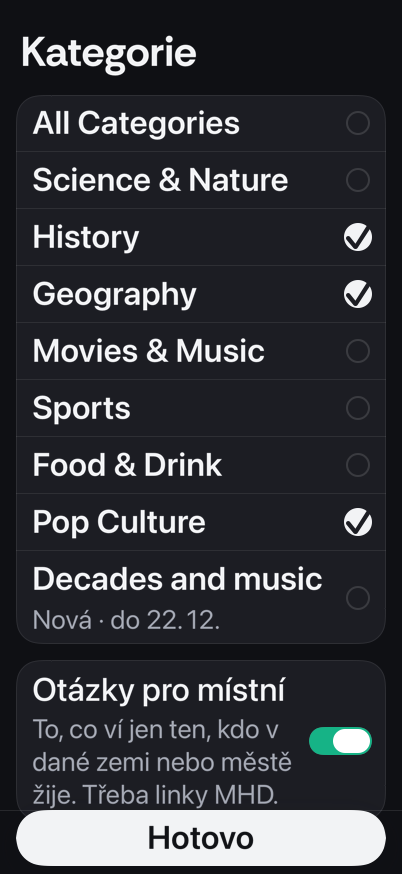 Kategorie
All Categories
Science & Nature
History
Geography
Movies & Music
Sports
Food & Drink
Pop Culture
Decades and music
Nová · do 22. 12.
Otázky pro místní
To, co ví jen ten, kdo v
dané zemi nebo městě
žije. Třeba linky MHD.
Hotovo